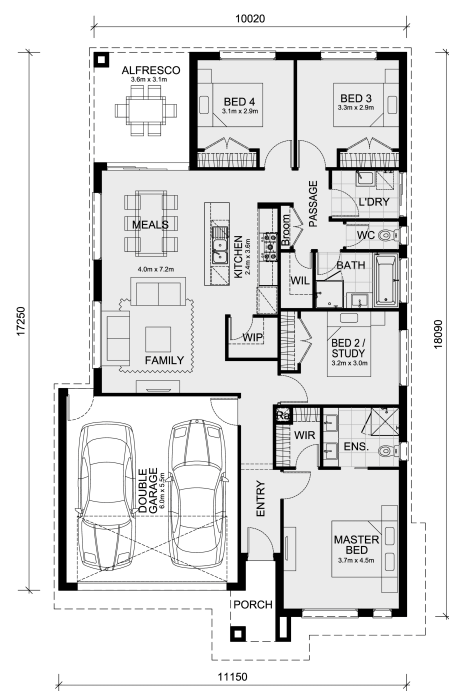 10020
ALFRESCO
3.6m x 3.1m
BED 4
3.1m x 2.9m
BED 3
3.3m x 2.9m
PASSAGE
L'DRY
MEALS
KITCHEN
2.4m x 3.6m
Broom
WC
BATH
4.0m x 7.2m
WIL
17250
18090
WIP
BED 2 /
STUDY
3.2m x 3.0m
FAMILY
Ra
WIR
ENS.
DOUBLE
GARAGE
6.0m x 5.5m
ENTRY
MASTER
BED
3.7m x 4.5m
PORCH
11150